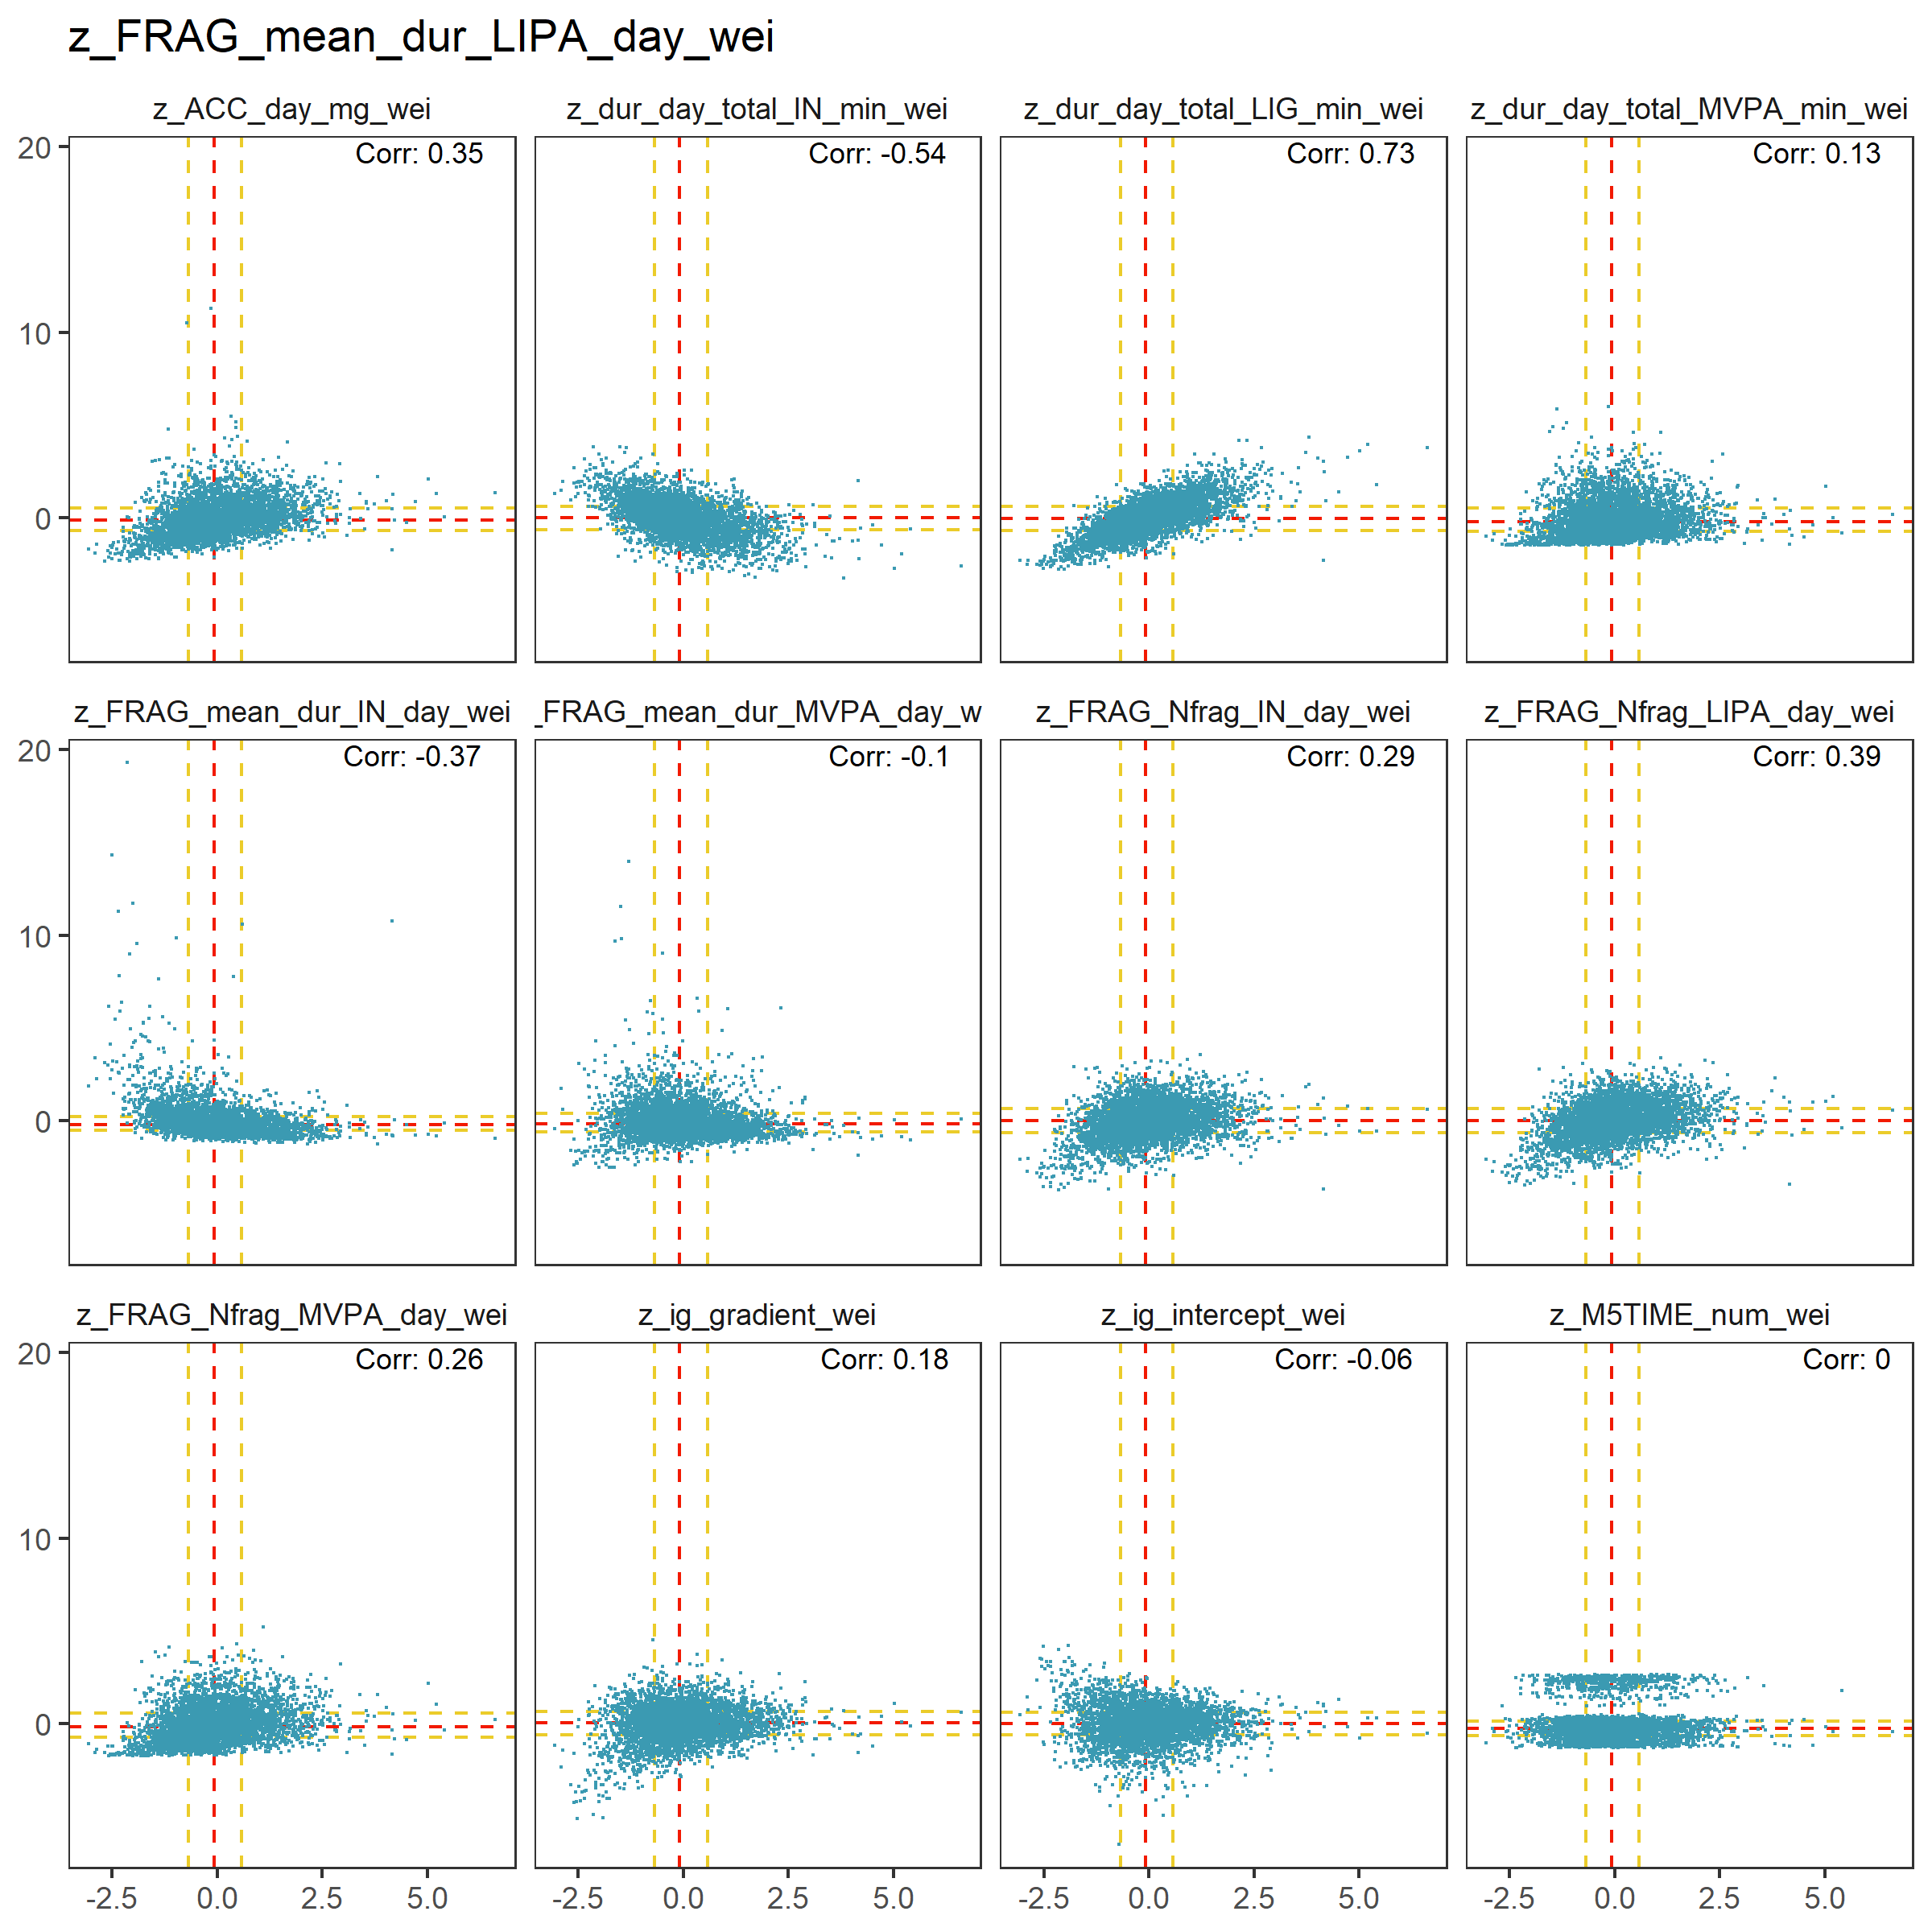 z_FRAG_mean_dur_LIPA_day_wei
z_ACC_day_mg_wei z_dur_day_total_IN_min_wei z_dur_day_total_LIG_min_wei z_dur_day_total_MVPA_min_wei
20 Corr: 0.35 Corr: -0.54 Corr: 0.73 Corr: 0.13
10
0
z_FRAG_mean_dur_IN_day_wei _FRAG_mean_dur_MVPA_day_w z_FRAG_Nfrag_IN_day_wei z_FRAG_Nfrag_LIPA_day_wei
20 Corr: -0.37 Corr: -0.1 Corr: 0.29 Corr: 0.39
10
0
z_FRAG_Nfrag_MVPA_day_wei z_ig_gradient_wei z_ig_intercept_wei z_M5TIME_num_wei
20 Corr: 0.26 Corr: 0.18 Corr: -0.06 Corr: 0
10
0
-2.5 0.0 2.5 5.0 -2.5 0.0 2.5 5.0 -2.5 0.0 2.5 5.0 -2.5 0.0 2.5 5.0